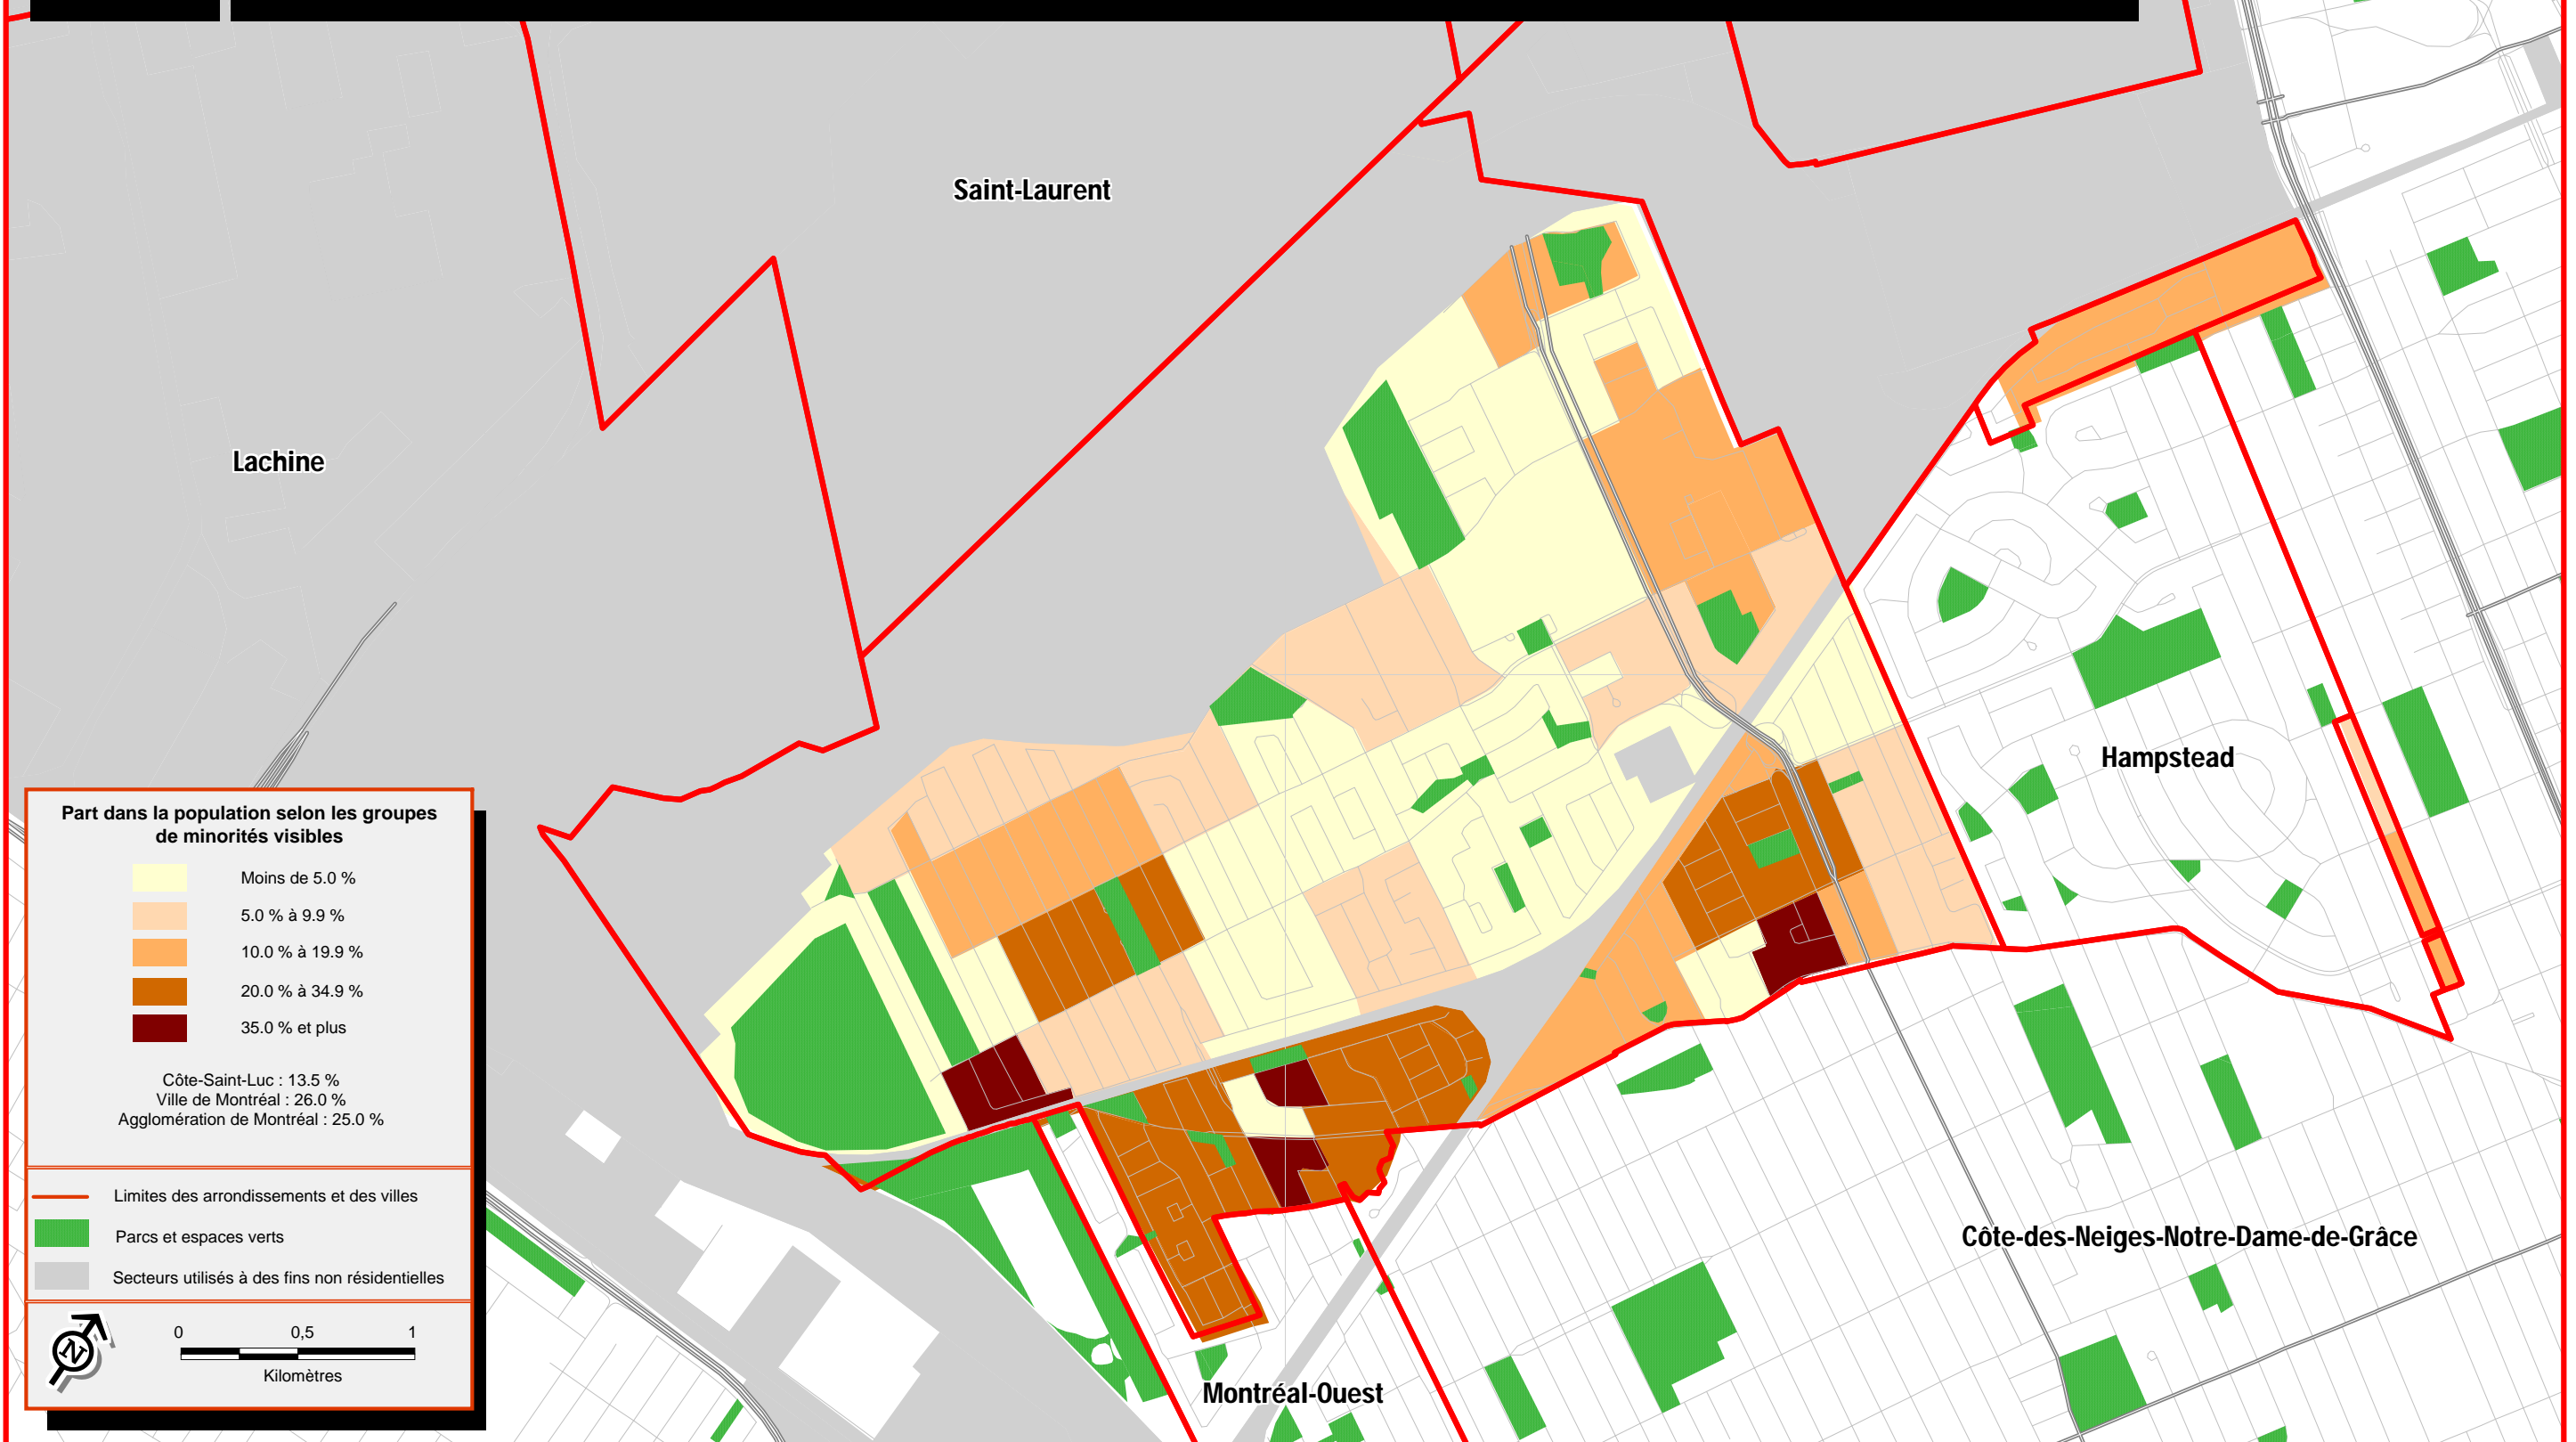 Saint-Laurent
Lachine
Hampstead
Côte-des-Neiges-Notre-Dame-de-Grâce
Montréal-Ouest
Part dans la population selon les groupes
de minorités visibles
Moins de 5.0 %
5.0 % à 9.9 %
10.0 % à 19.9 %
20.0 % à 34.9 %
35.0 % et plus
Côte-Saint-Luc : 13.5 %
Ville de Montréal : 26.0 %
Agglomération de Montréal : 25.0 %
Limites des arrondissements et des villes
Parcs et espaces verts
Secteurs utilisés à des fins non résidentielles
N
0 0,5 1
Kilomètres